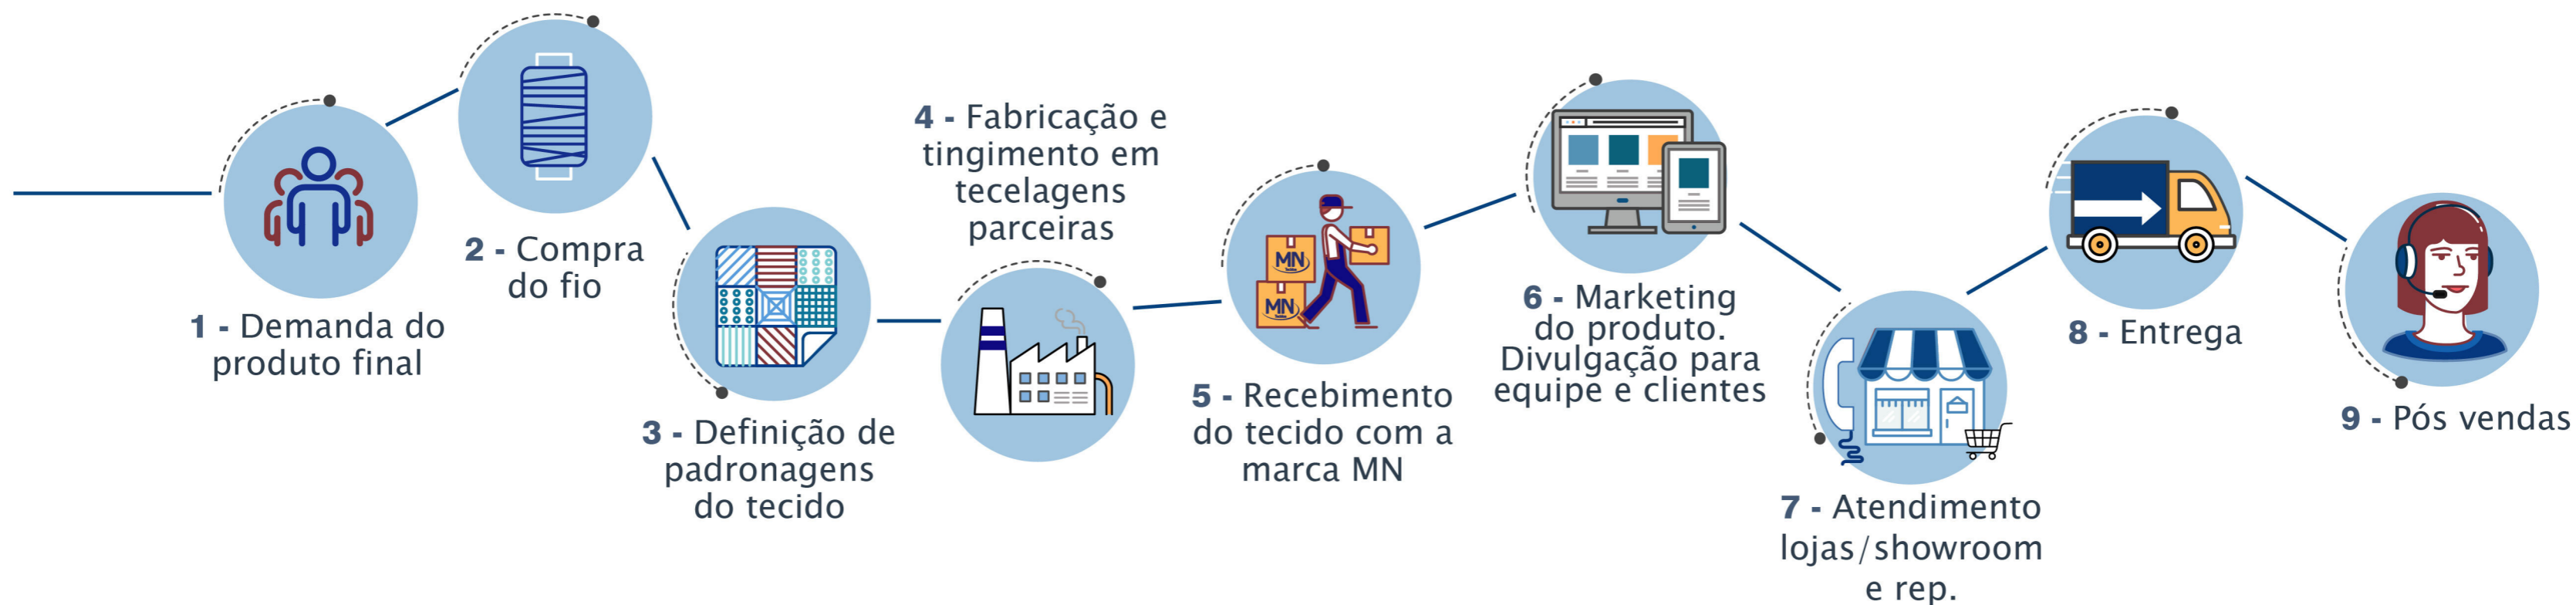 1 - Demanda do
produto final
2 - Compra
do fio
3 - Definição de
padronagens
do tecido
4 - Fabricação e
tingimento em
tecelagens
parceiras
MN
MN
5 - Recebimento
do tecido com a
marca MN
6 - Marketing
do produto.
Divulgação para
equipe e clientes
7 - Atendimento
lojas/showroom
e rep.
8 - Entrega
9 - Pós vendas